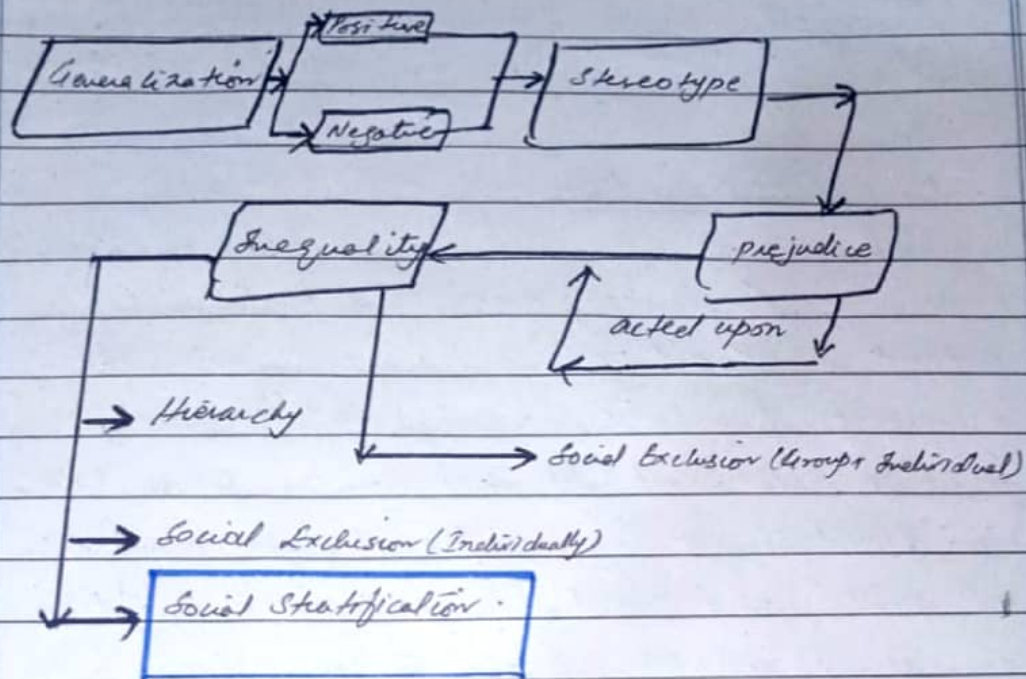 Positive
Generalization
Stereotype
Negative
Inequality
prejudice
acted upon
Hierarchy
Social Exclusion (Group+ Individual)
Social Exclusion (Individually)
Social Stratification.